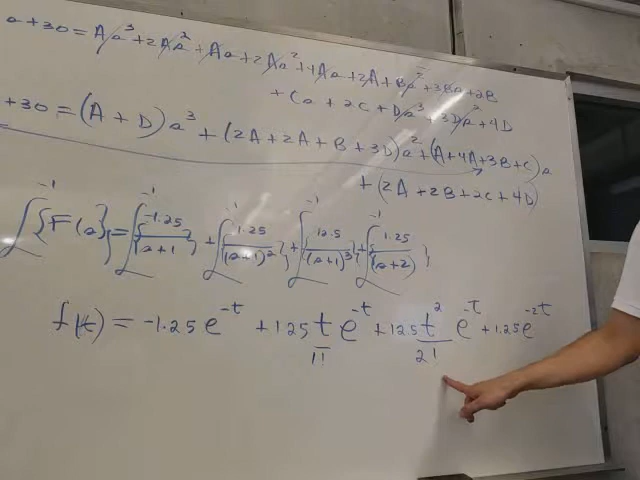 a+30 = Aa³+2Aa²+Aa+2Aa²+4Aa+2A+Ba²+3Ba+2B
+Ca+2C+Da³+3Da²+4D
+30 = (A+D)a³+(2A+2A+B+3D)a²+(A+4A+3B+C)a
+(2A+2B+2C+4D)
ℒ⁻¹{F(a)} = ℒ⁻¹{-1.25/(a+1)} + ℒ⁻¹{1.25/(a+1)²} + ℒ⁻¹{12.5/(a+1)³} + ℒ⁻¹{1.25/(a+2)}
f(t) = -1.25e^-t + 1.25 t/1! e^-t + 12.5 t²/2! e^-t + 1.25e^-2t